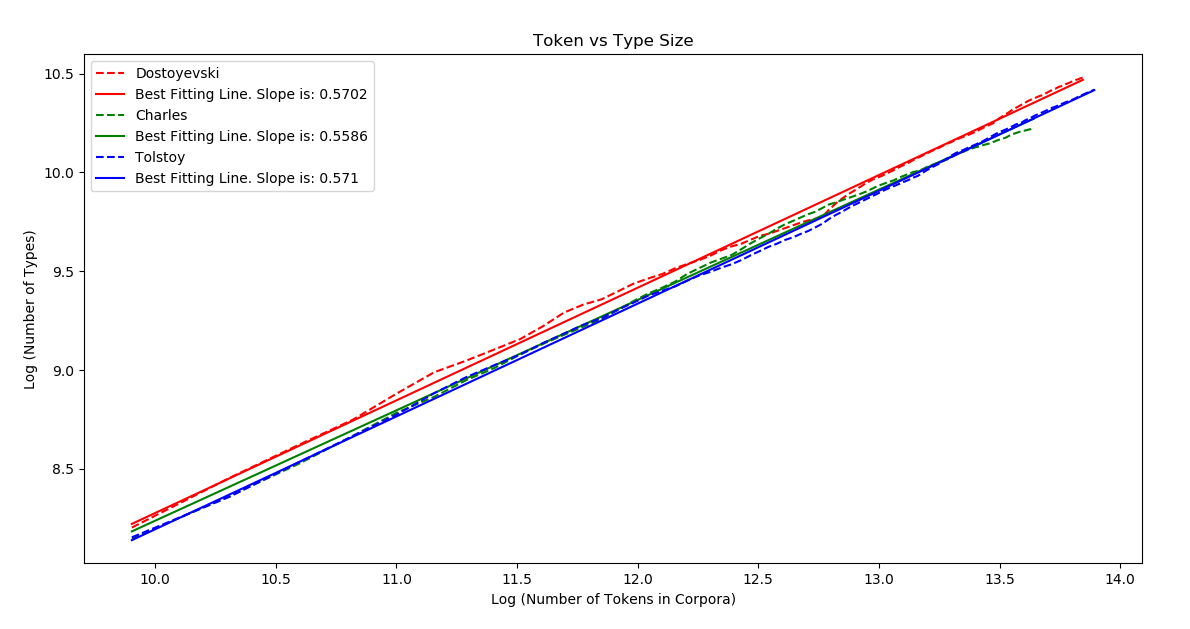 Token vs Type Size
Dostoyevski
Best Fitting Line. Slope is: 0.5702
Charles
Best Fitting Line. Slope is: 0.5586
Tolstoy
Best Fitting Line. Slope is: 0.571
Log (Number of Types)
10.5
10.0
9.5
9.0
8.5
10.0 10.5 11.0 11.5 12.0 12.5 13.0 13.5 14.0
Log (Number of Tokens in Corpora)